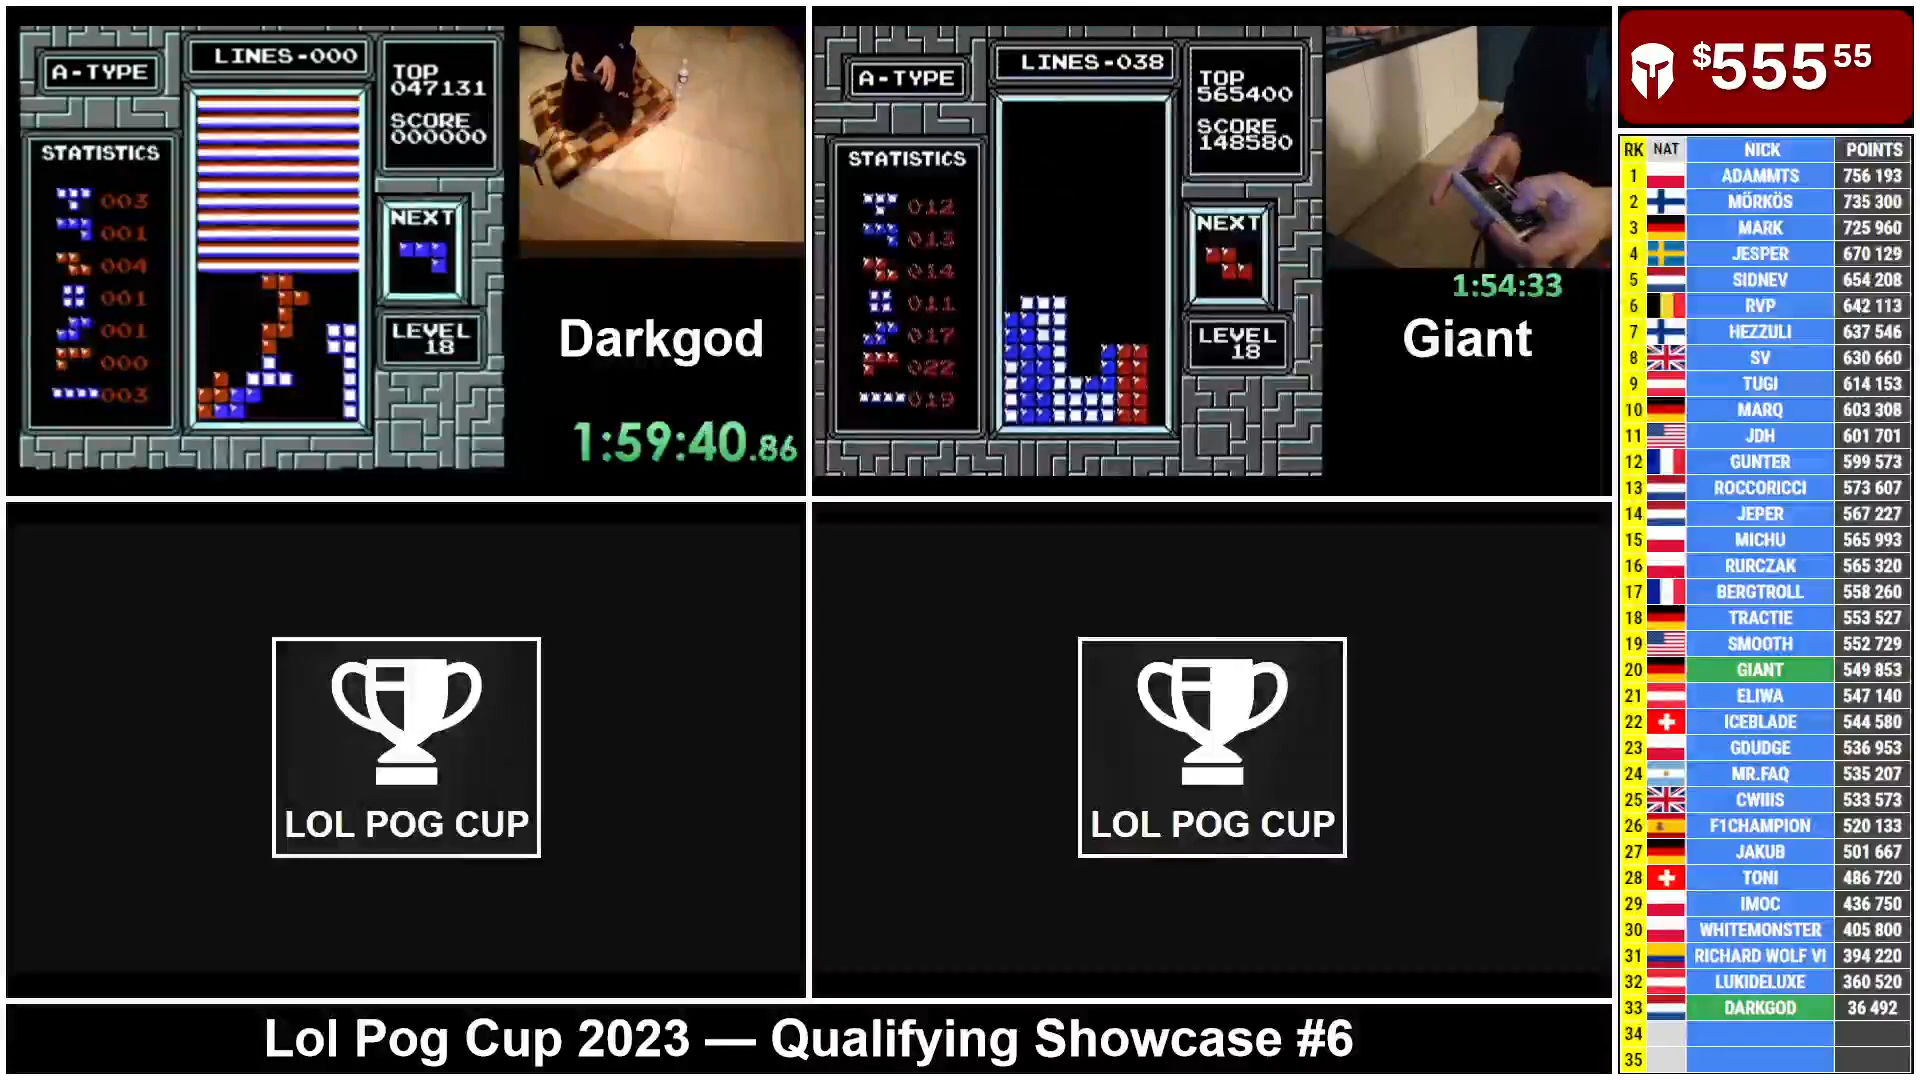 LINES-000
A-TYPE
TOP
047131
SCORE
000000
STATISTICS
003
001
004
001
001
000
003
NEXT
LEVEL
18
Darkgod
1:59:40.86
LINES-038
A-TYPE
TOP
565400
SCORE
148580
STATISTICS
012
013
014
011
017
022
019
NEXT
LEVEL
18
1:54:33
Giant
LOL POG CUP
LOL POG CUP
Lol Pog Cup 2023 — Qualifying Showcase #6
$555 55
RK NAT NICK POINTS
1 ADAMMTS 756 193
2 MÖRKÖS 735 300
3 MARK 725 960
4 JESPER 670 129
5 SIDNEV 654 208
6 RVP 642 113
7 HEZZULI 637 546
8 SV 630 660
9 TUGI 614 153
10 MARQ 603 308
11 JDH 601 701
12 GUNTER 599 573
13 ROCCORICCI 573 607
14 JEPER 567 227
15 MICHU 565 993
16 RURCZAK 565 320
17 BERGTROLL 558 260
18 TRACTIE 553 527
19 SMOOTH 552 729
20 GIANT 549 853
21 ELIWA 547 140
22 ICEBLADE 544 580
23 GDUDGE 536 953
24 MR.FAQ 535 207
25 CWIIIS 533 573
26 F1CHAMPION 520 133
27 JAKUB 501 667
28 TONI 486 720
29 IMOC 436 750
30 WHITEMONSTER 405 800
31 RICHARD WOLF VI 394 220
32 LUKIDELUXE 360 520
33 DARKGOD 36 492
34
35